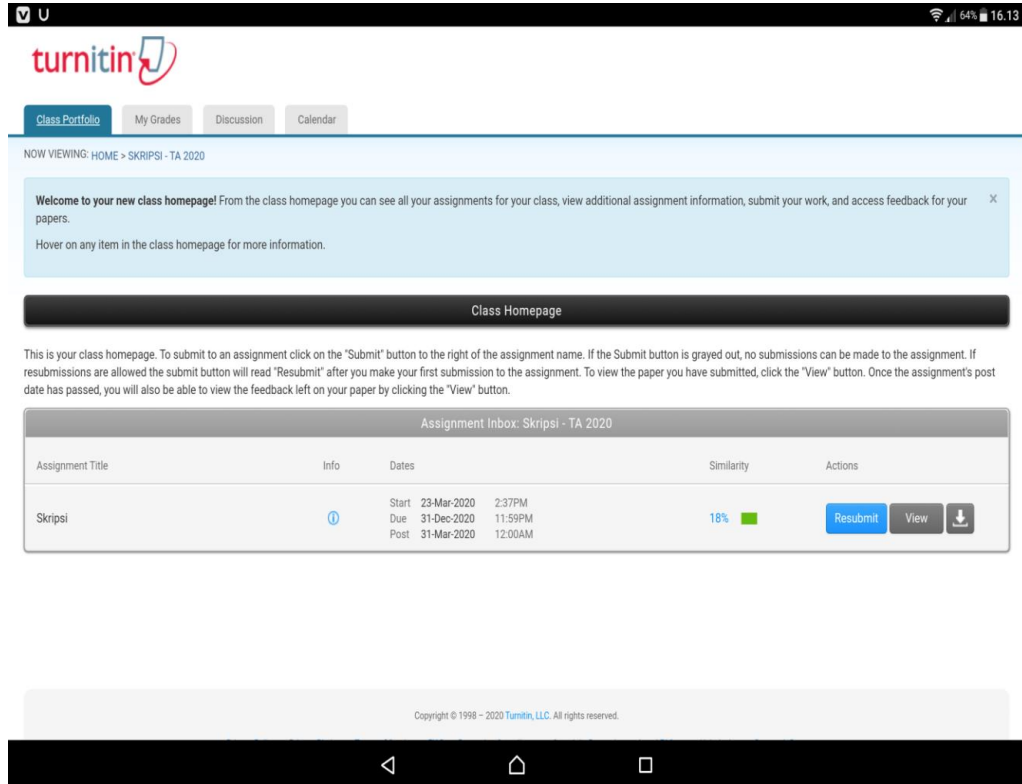 64% 16.13
turnitin
Class Portfolio My Grades Discussion Calendar
NOW VIEWING: HOME > SKRIPSI - TA 2020
Welcome to your new class homepage! From the class homepage you can see all your assignments for your class, view additional assignment information, submit your work, and access feedback for your
papers.
Hover on any item in the class homepage for more information.
x
Class Homepage
This is your class homepage. To submit to an assignment click on the "Submit" button to the right of the assignment name. If the Submit button is grayed out, no submissions can be made to the assignment. If
resubmissions are allowed the submit button will read "Resubmit" after you make your first submission to the assignment. To view the paper you have submitted, click the "View" button. Once the assignment's post
date has passed, you will also be able to view the feedback left on your paper by clicking the "View" button.
Assignment Inbox: Skripsi - TA 2020
Assignment Title Info Dates Similarity Actions
Start 23-Mar-2020 2:37PM
Skripsi Due 31-Dec-2020 11:59PM 18% Resubmit View
Post 31-Mar-2020 12:00AM
Copyright © 1998 – 2020 Turnitin, LLC. All rights reserved.